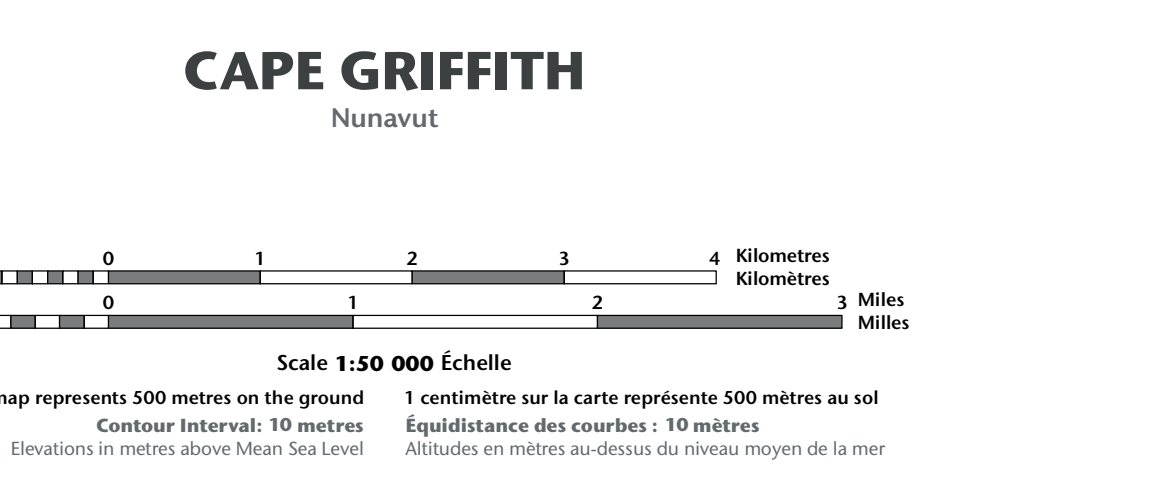 CAPE GRIFFITH
Nunavut
0 1 2 3 4 Kilometres
Kilomètres
0 1 2 3 Miles
Milles
Scale 1:50 000 Échelle
map represents 500 metres on the ground 1 centimètre sur la carte représente 500 mètres au sol
Contour Interval: 10 metres Équidistance des courbes : 10 mètres
Elevations in metres above Mean Sea Level Altitudes en mètres au-dessus du niveau moyen de la mer